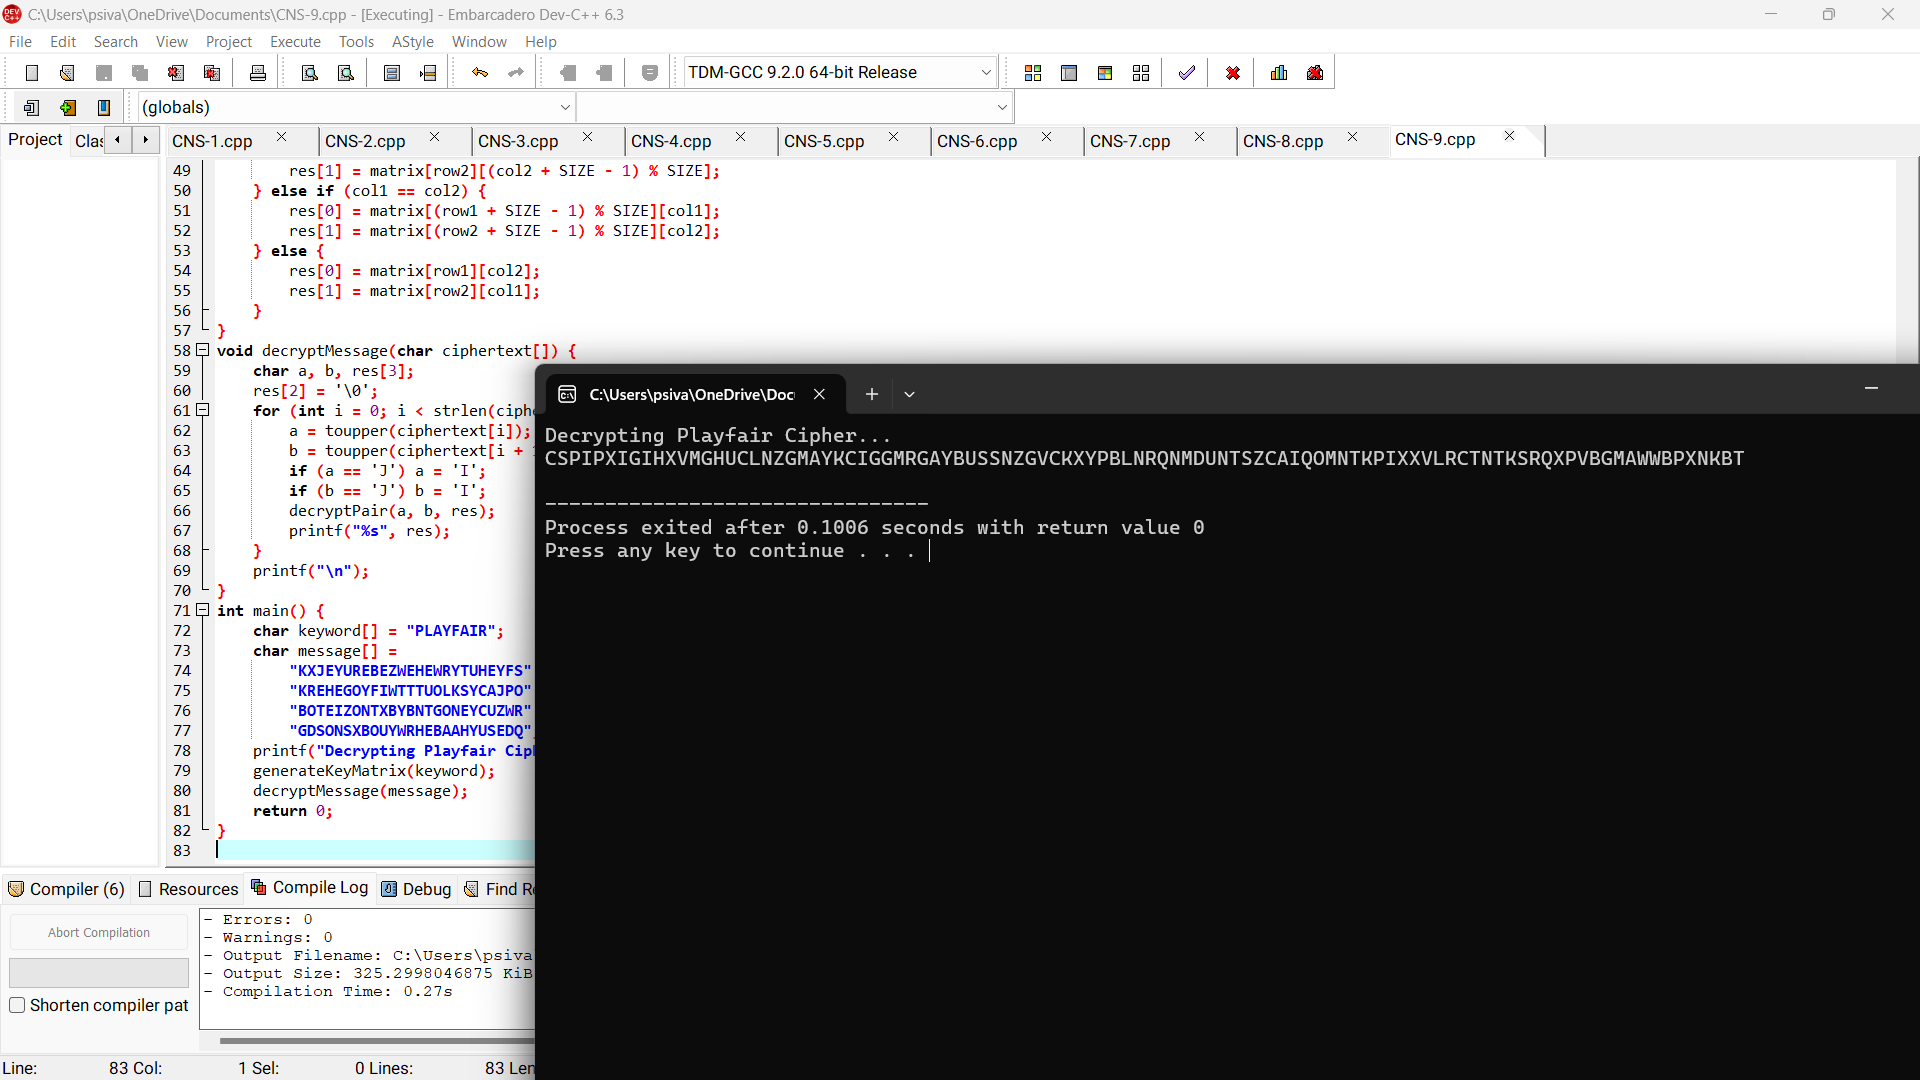 C:\Users\psiva\OneDrive\Documents\CNS-9.cpp - [Executing] - Embarcadero Dev-C++ 6.3
File Edit Search View Project Execute Tools AStyle Window Help
TDM-GCC 9.2.0 64-bit Release
(globals)
Project Clas CNS-1.cpp CNS-2.cpp CNS-3.cpp CNS-4.cpp CNS-5.cpp CNS-6.cpp CNS-7.cpp CNS-8.cpp CNS-9.cpp
49 res[1] = matrix[row2][(col2 + SIZE - 1) % SIZE];
50 } else if (col1 == col2) {
51 res[0] = matrix[(row1 + SIZE - 1) % SIZE][col1];
52 res[1] = matrix[(row2 + SIZE - 1) % SIZE][col2];
53 } else {
54 res[0] = matrix[row1][col2];
55 res[1] = matrix[row2][col1];
56 }
57 }
58 void decryptMessage(char ciphertext[]) {
59 char a, b, res[3];
60 res[2] = '\0';
61 for (int i = 0; i < strlen(ciphe
62 a = toupper(ciphertext[i]);
63 b = toupper(ciphertext[i +
64 if (a == 'J') a = 'I';
65 if (b == 'J') b = 'I';
66 decryptPair(a, b, res);
67 printf("%s", res);
68 }
69 printf("\n");
70 }
71 int main() {
72 char keyword[] = "PLAYFAIR";
73 char message[] =
74 "KXJEYUREBEZWEHEWRYTUHEYFS"
75 "KREHEGOYFIWTTTUOLKSYCAJPO"
76 "BOTEIZONTXBYBNTGONEYCUZWR"
77 "GDSONSXBOUYWRHEBAAHYUSEDQ"
78 printf("Decrypting Playfair Ciph
79 generateKeyMatrix(keyword);
80 decryptMessage(message);
81 return 0;
82 }
83
C:\Users\psiva\OneDrive\Doc
Decrypting Playfair Cipher...
CSPIPXIGIHXVMGHUCLNZGMAYKCIGGMRGAYBUSSNZGVCKXYPBLNRQNMDUNTSZCAIQOMNTKPIXXVLRCTNTKSRQXPVBGMAWWBPXNKBT
--------------------------------
Process exited after 0.1006 seconds with return value 0
Press any key to continue . . .
Compiler (6) Resources Compile Log Debug Find Re
Abort Compilation
Shorten compiler pat
- Errors: 0
- Warnings: 0
- Output Filename: C:\Users\psiva
- Output Size: 325.2998046875 KiB
- Compilation Time: 0.27s
Line: 83 Col: 1 Sel: 0 Lines: 83 Len